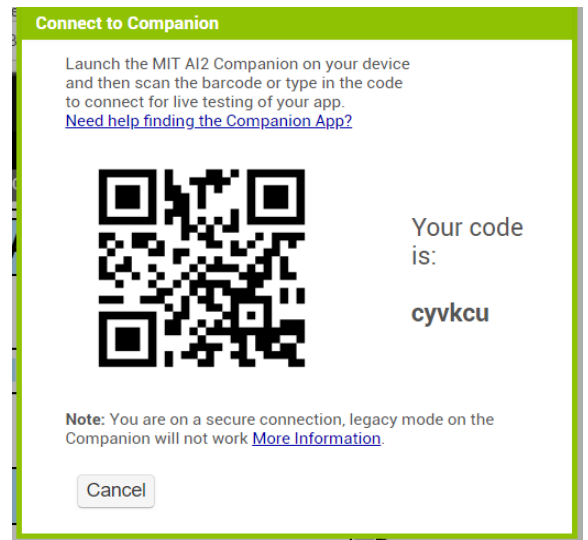 Connect to Companion
Launch the MIT AI2 Companion on your device
and then scan the barcode or type in the code
to connect for live testing of your app.
Need help finding the Companion App?
Your code
is:
cyvkcu
Note: You are on a secure connection, legacy mode on the
Companion will not work More Information.
Cancel